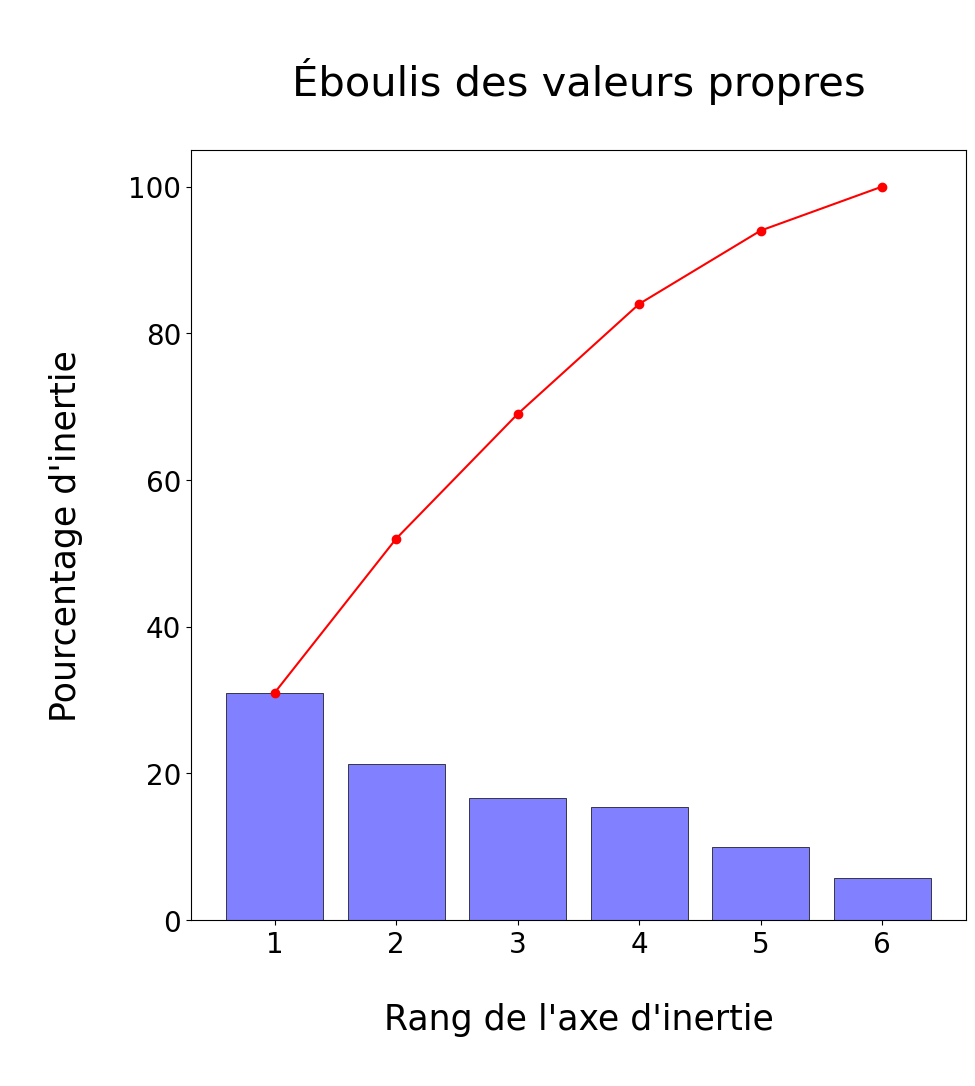 Éboulis des valeurs propres
Pourcentage d'inertie
100
80
60
40
20
0
1 2 3 4 5 6
Rang de l'axe d'inertie